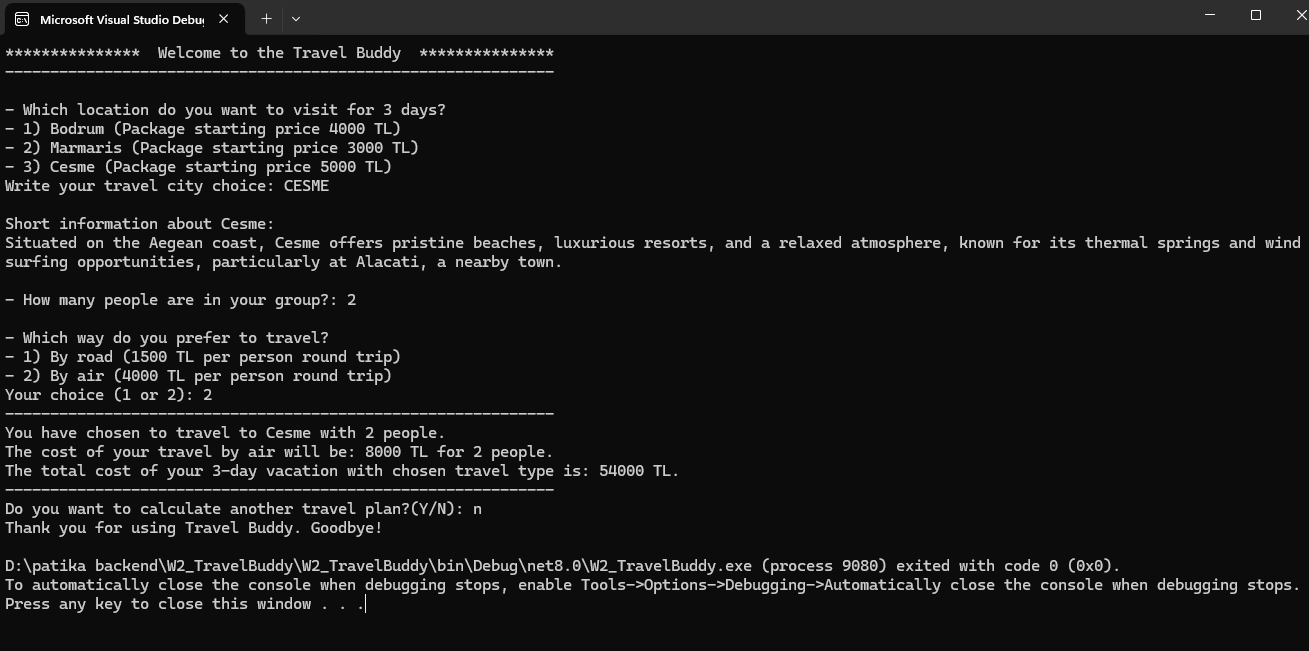 Microsoft Visual Studio Debug
***************  Welcome to the Travel Buddy  ***************
-------------------------------------------------------------
- Which location do you want to visit for 3 days?
- 1) Bodrum (Package starting price 4000 TL)
- 2) Marmaris (Package starting price 3000 TL)
- 3) Cesme (Package starting price 5000 TL)
Write your travel city choice: CESME
Short information about Cesme:
Situated on the Aegean coast, Cesme offers pristine beaches, luxurious resorts, and a relaxed atmosphere, known for its thermal springs and wind
surfing opportunities, particularly at Alacati, a nearby town.
- How many people are in your group?: 2
- Which way do you prefer to travel?
- 1) By road (1500 TL per person round trip)
- 2) By air (4000 TL per person round trip)
Your choice (1 or 2): 2
-------------------------------------------------------------
You have chosen to travel to Cesme with 2 people.
The cost of your travel by air will be: 8000 TL for 2 people.
The total cost of your 3-day vacation with chosen travel type is: 54000 TL.
-------------------------------------------------------------
Do you want to calculate another travel plan?(Y/N): n
Thank you for using Travel Buddy. Goodbye!
D:\patika backend\W2_TravelBuddy\W2_TravelBuddy\bin\Debug\net8.0\W2_TravelBuddy.exe (process 9080) exited with code 0 (0x0).
To automatically close the console when debugging stops, enable Tools->Options->Debugging->Automatically close the console when debugging stops.
Press any key to close this window . . .